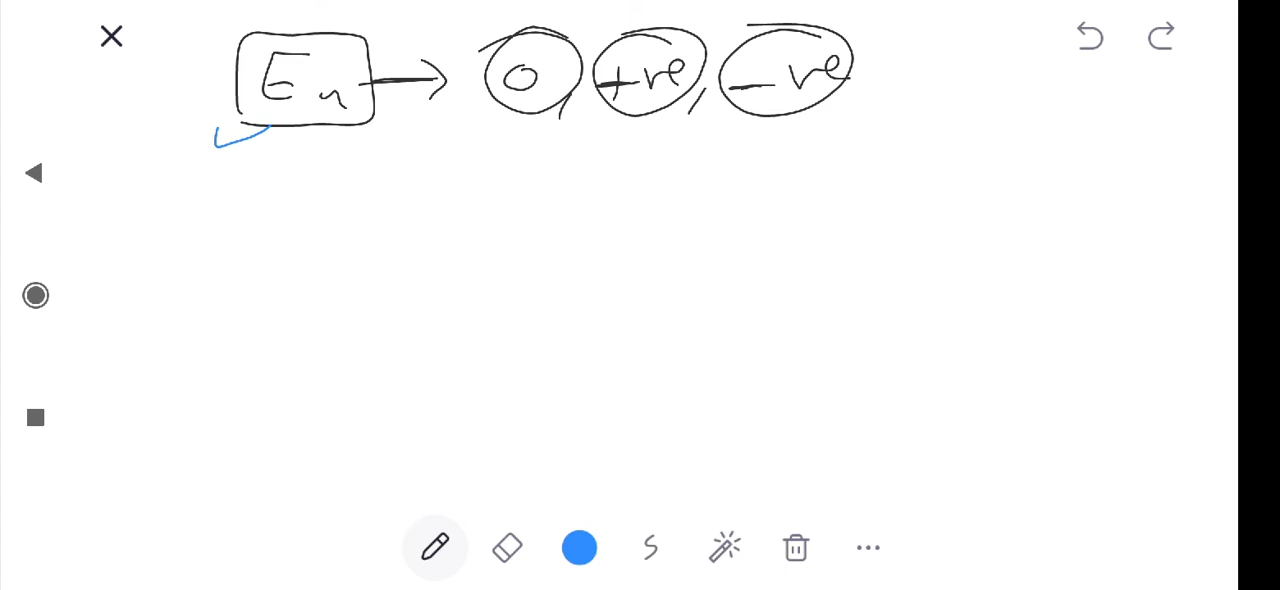 En → 0, +ve, -ve